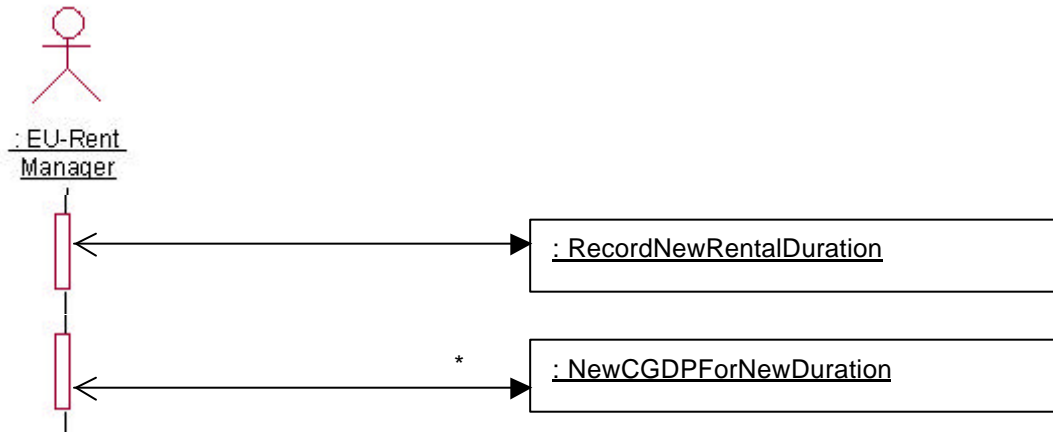 : EU-Rent
Manager
: RecordNewRentalDuration
*
: NewCGDPForNewDuration